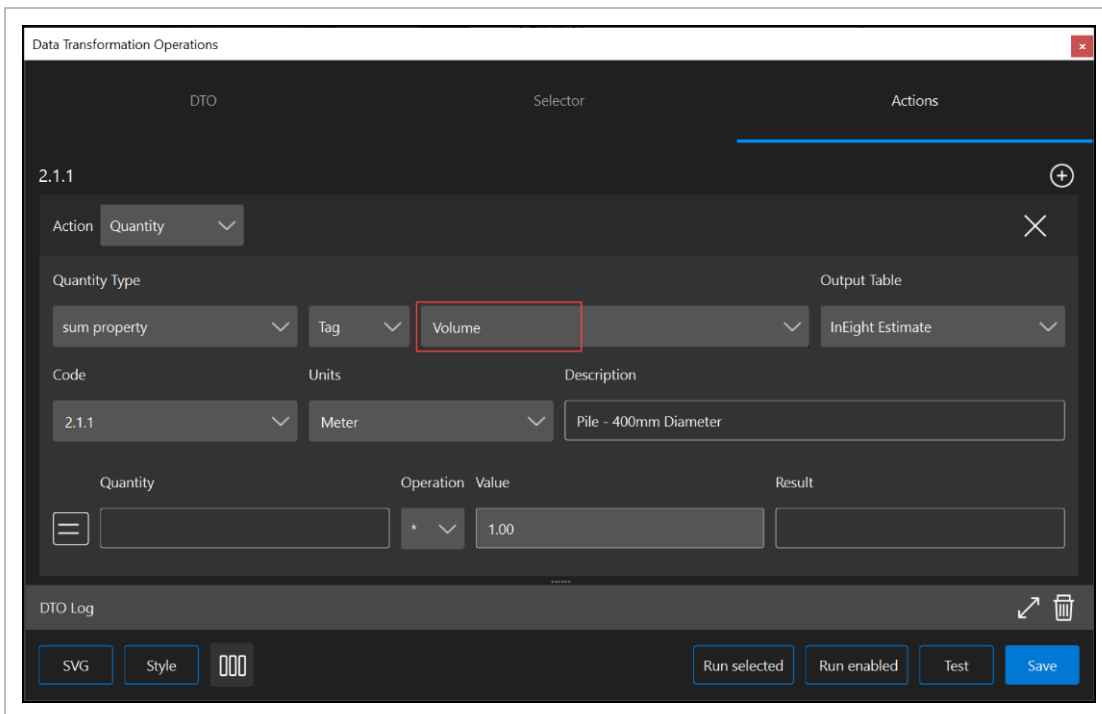 Data Transformation Operations
x
DTO Selector Actions
2.1.1
Action Quantity
Quantity Type Output Table
sum property Tag Volume InEight Estimate
Code Units Description
2.1.1 Meter Pile - 400mm Diameter
Quantity Operation Value Result
* 1.00
DTO Log
SVG Style Run selected Run enabled Test Save